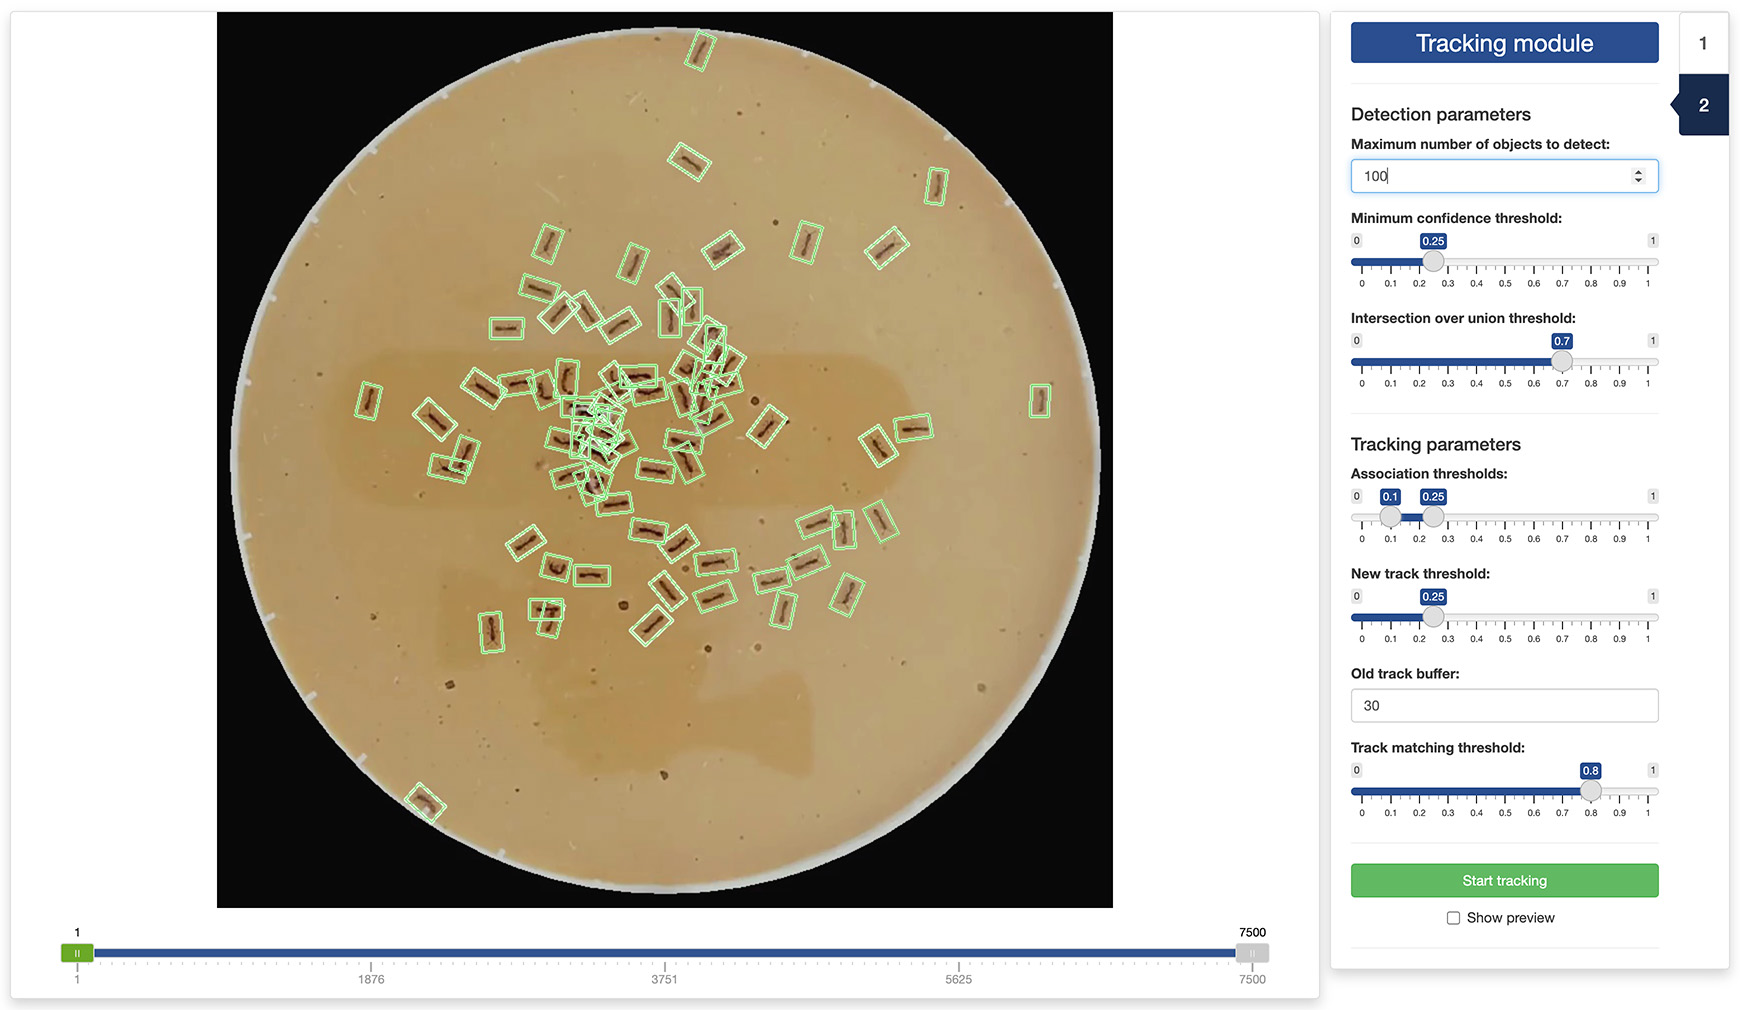 Tracking module
1
2
Detection parameters
Maximum number of objects to detect:
100
Minimum confidence threshold:
0 0.25 1
0 0.1 0.2 0.3 0.4 0.5 0.6 0.7 0.8 0.9 1
Intersection over union threshold:
0 0.7 1
0 0.1 0.2 0.3 0.4 0.5 0.6 0.7 0.8 0.9 1
Tracking parameters
Association thresholds:
0 0.1 0.25 1
0 0.1 0.2 0.3 0.4 0.5 0.6 0.7 0.8 0.9 1
New track threshold:
0 0.25 1
0 0.1 0.2 0.3 0.4 0.5 0.6 0.7 0.8 0.9 1
Old track buffer:
30
Track matching threshold:
0 0.8 1
0 0.1 0.2 0.3 0.4 0.5 0.6 0.7 0.8 0.9 1
Start tracking
Show preview
1 7500
1 1876 3751 5625 7500